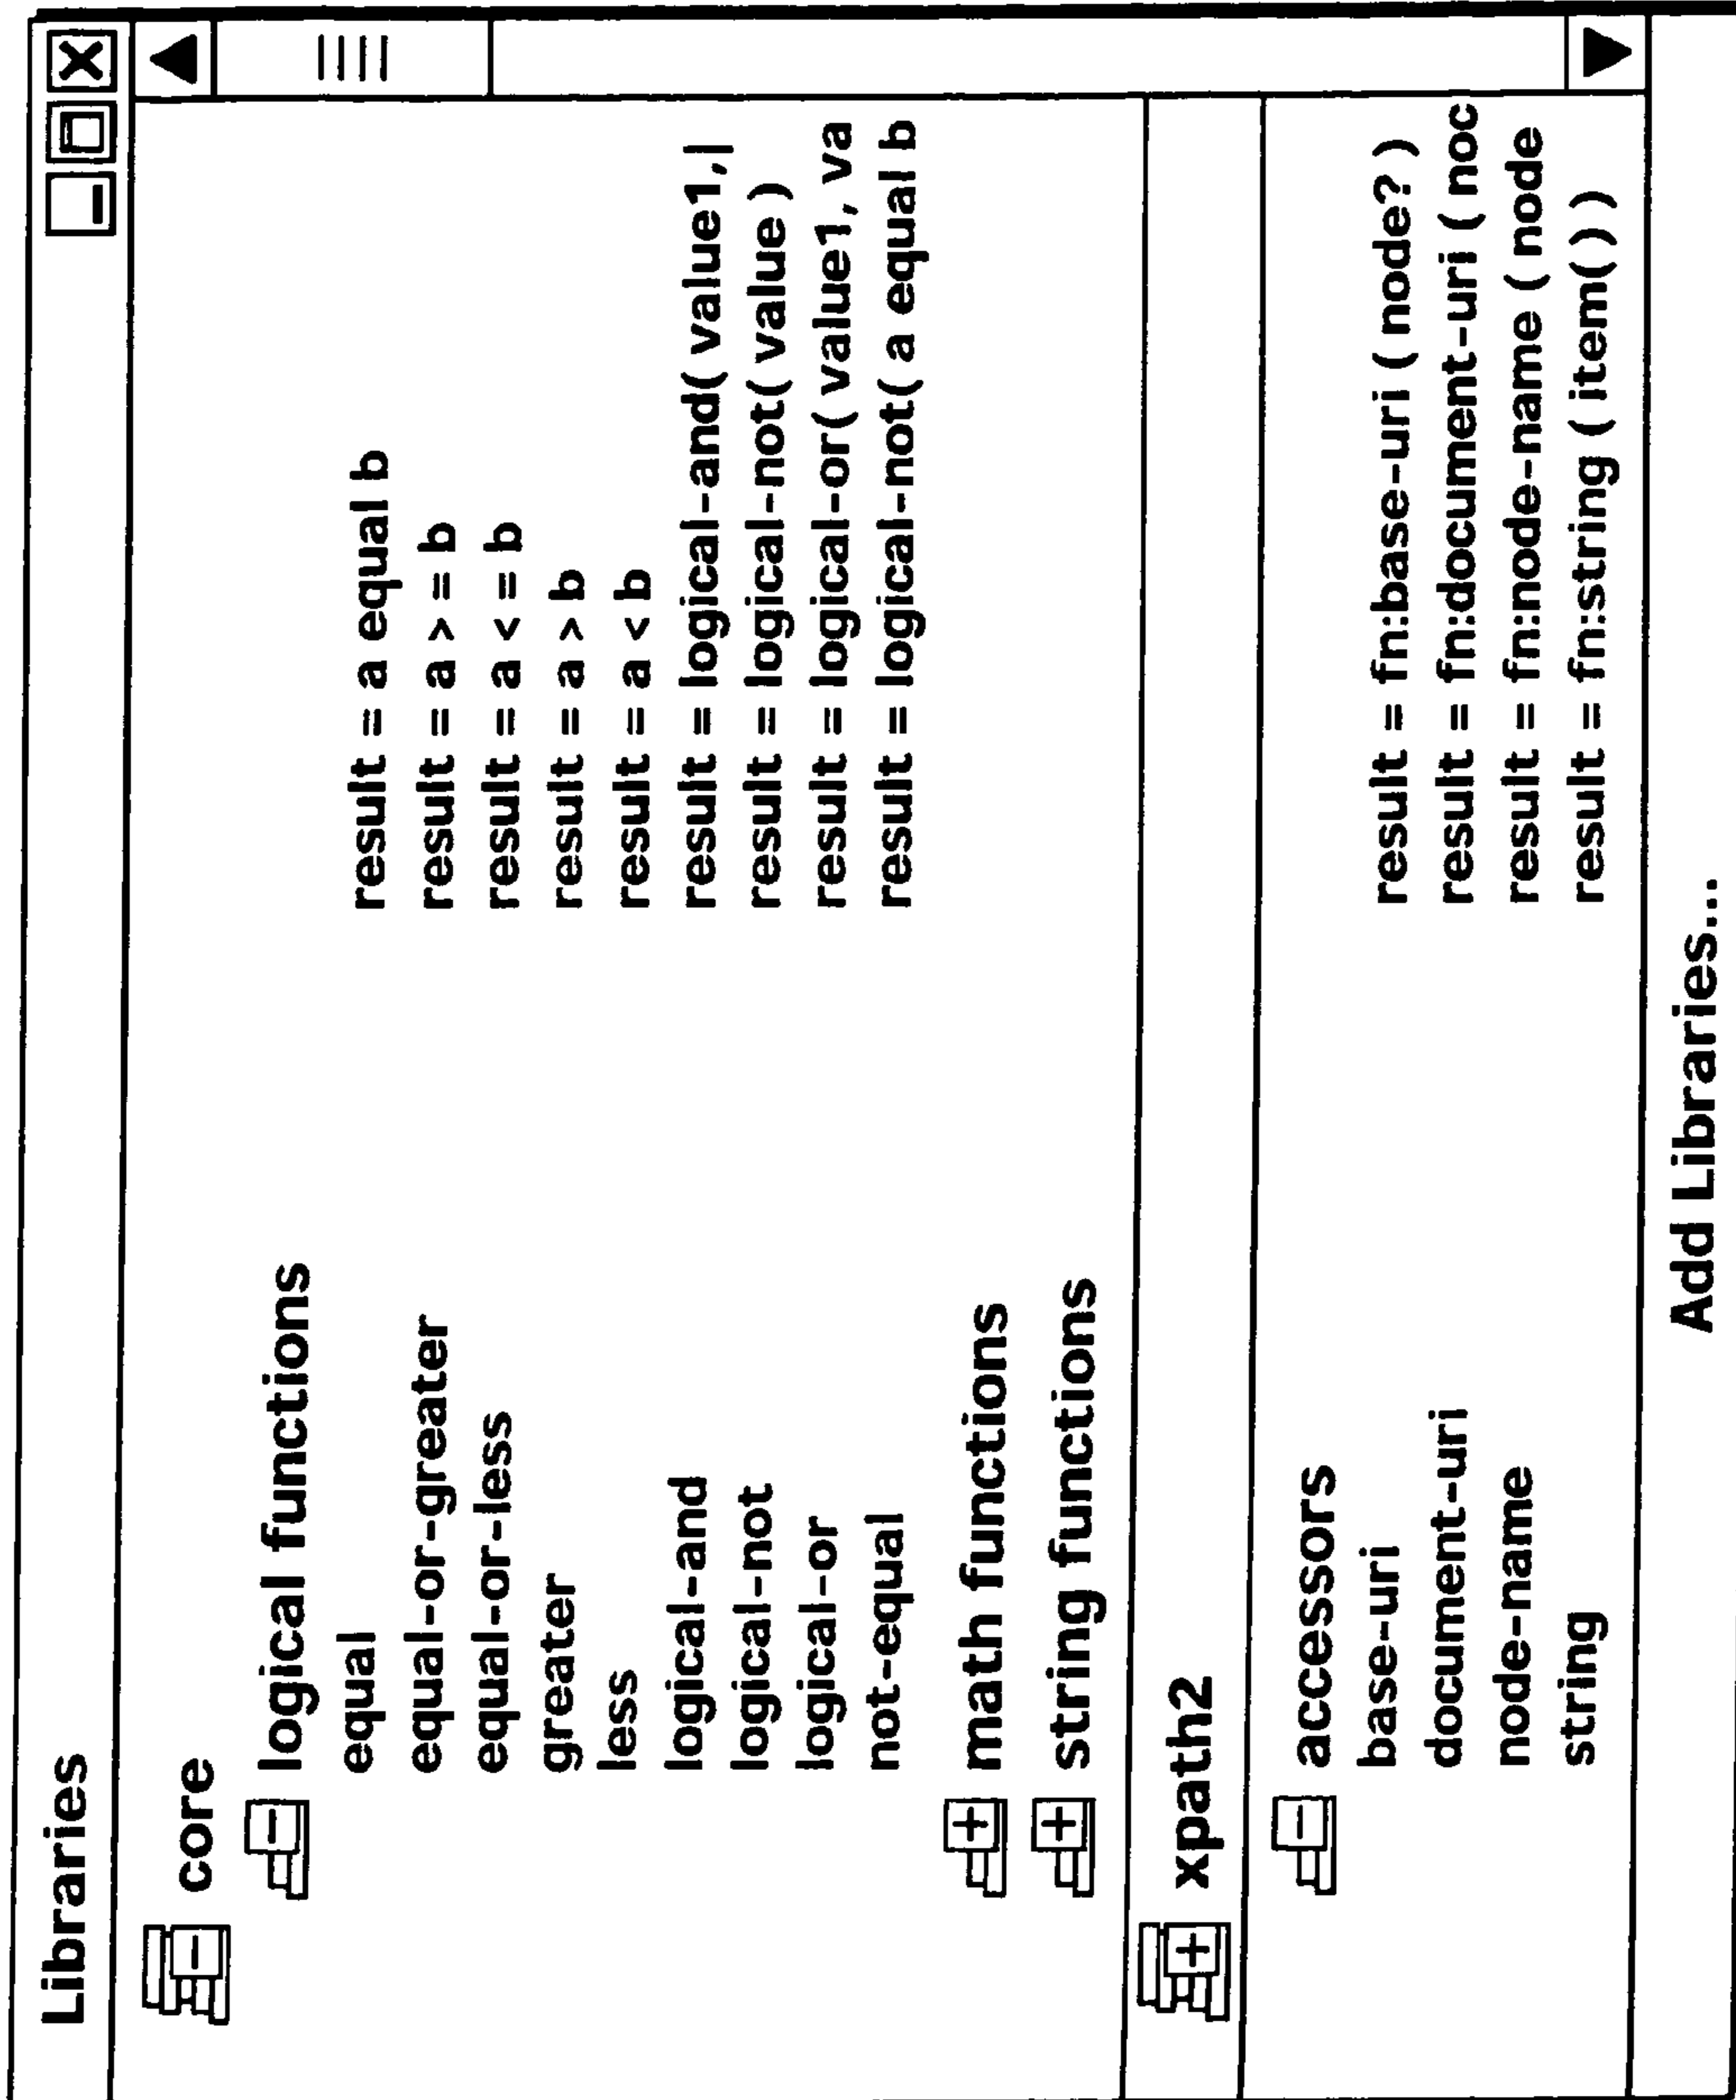 Libraries
core
logical functions
equal result = a equal b
equal-or-greater result = a > = b
equal-or-less result = a < = b
greater result = a > b
less result = a < b
logical-and result = logical-and( value1,|
logical-not result = logical-not( value )
logical-or result = logical-or( value1, va
not-equal result = logical-not( a equal b
math functions
string functions
xpath2
accessors
base-uri result = fn:base-uri ( node? )
document-uri result = fn:document-uri ( noc
node-name result = fn:node-name ( node
string result = fn:string ( item( ) )
Add Libraries...